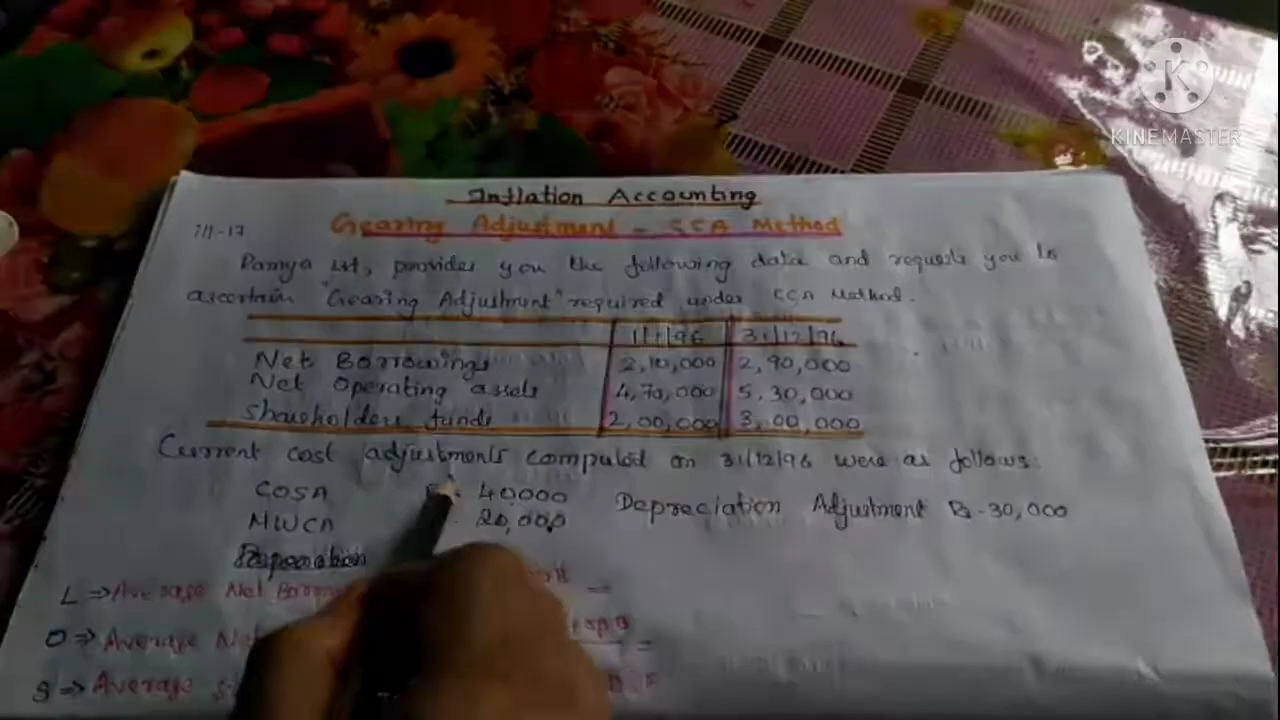 KINEMASTER
Inflation Accounting
Gearing Adjustment - CCA Method
Ramya Ltd, provides you the following data and requests you to
ascertain "Gearing Adjustment" required under CCA Method.
1/1/96 31/12/96
Net Borrowings 2,10,000 2,90,000
Net Operating assets 4,70,000 5,30,000
Shareholders funds 2,00,000 3,00,000
Current cost adjustments computed on 31/12/96 were as follows:
COSA 40000 Depreciation Adjustment Rs.30,000
MWCA 20,000
L => Average Net
O => Average
S => Average